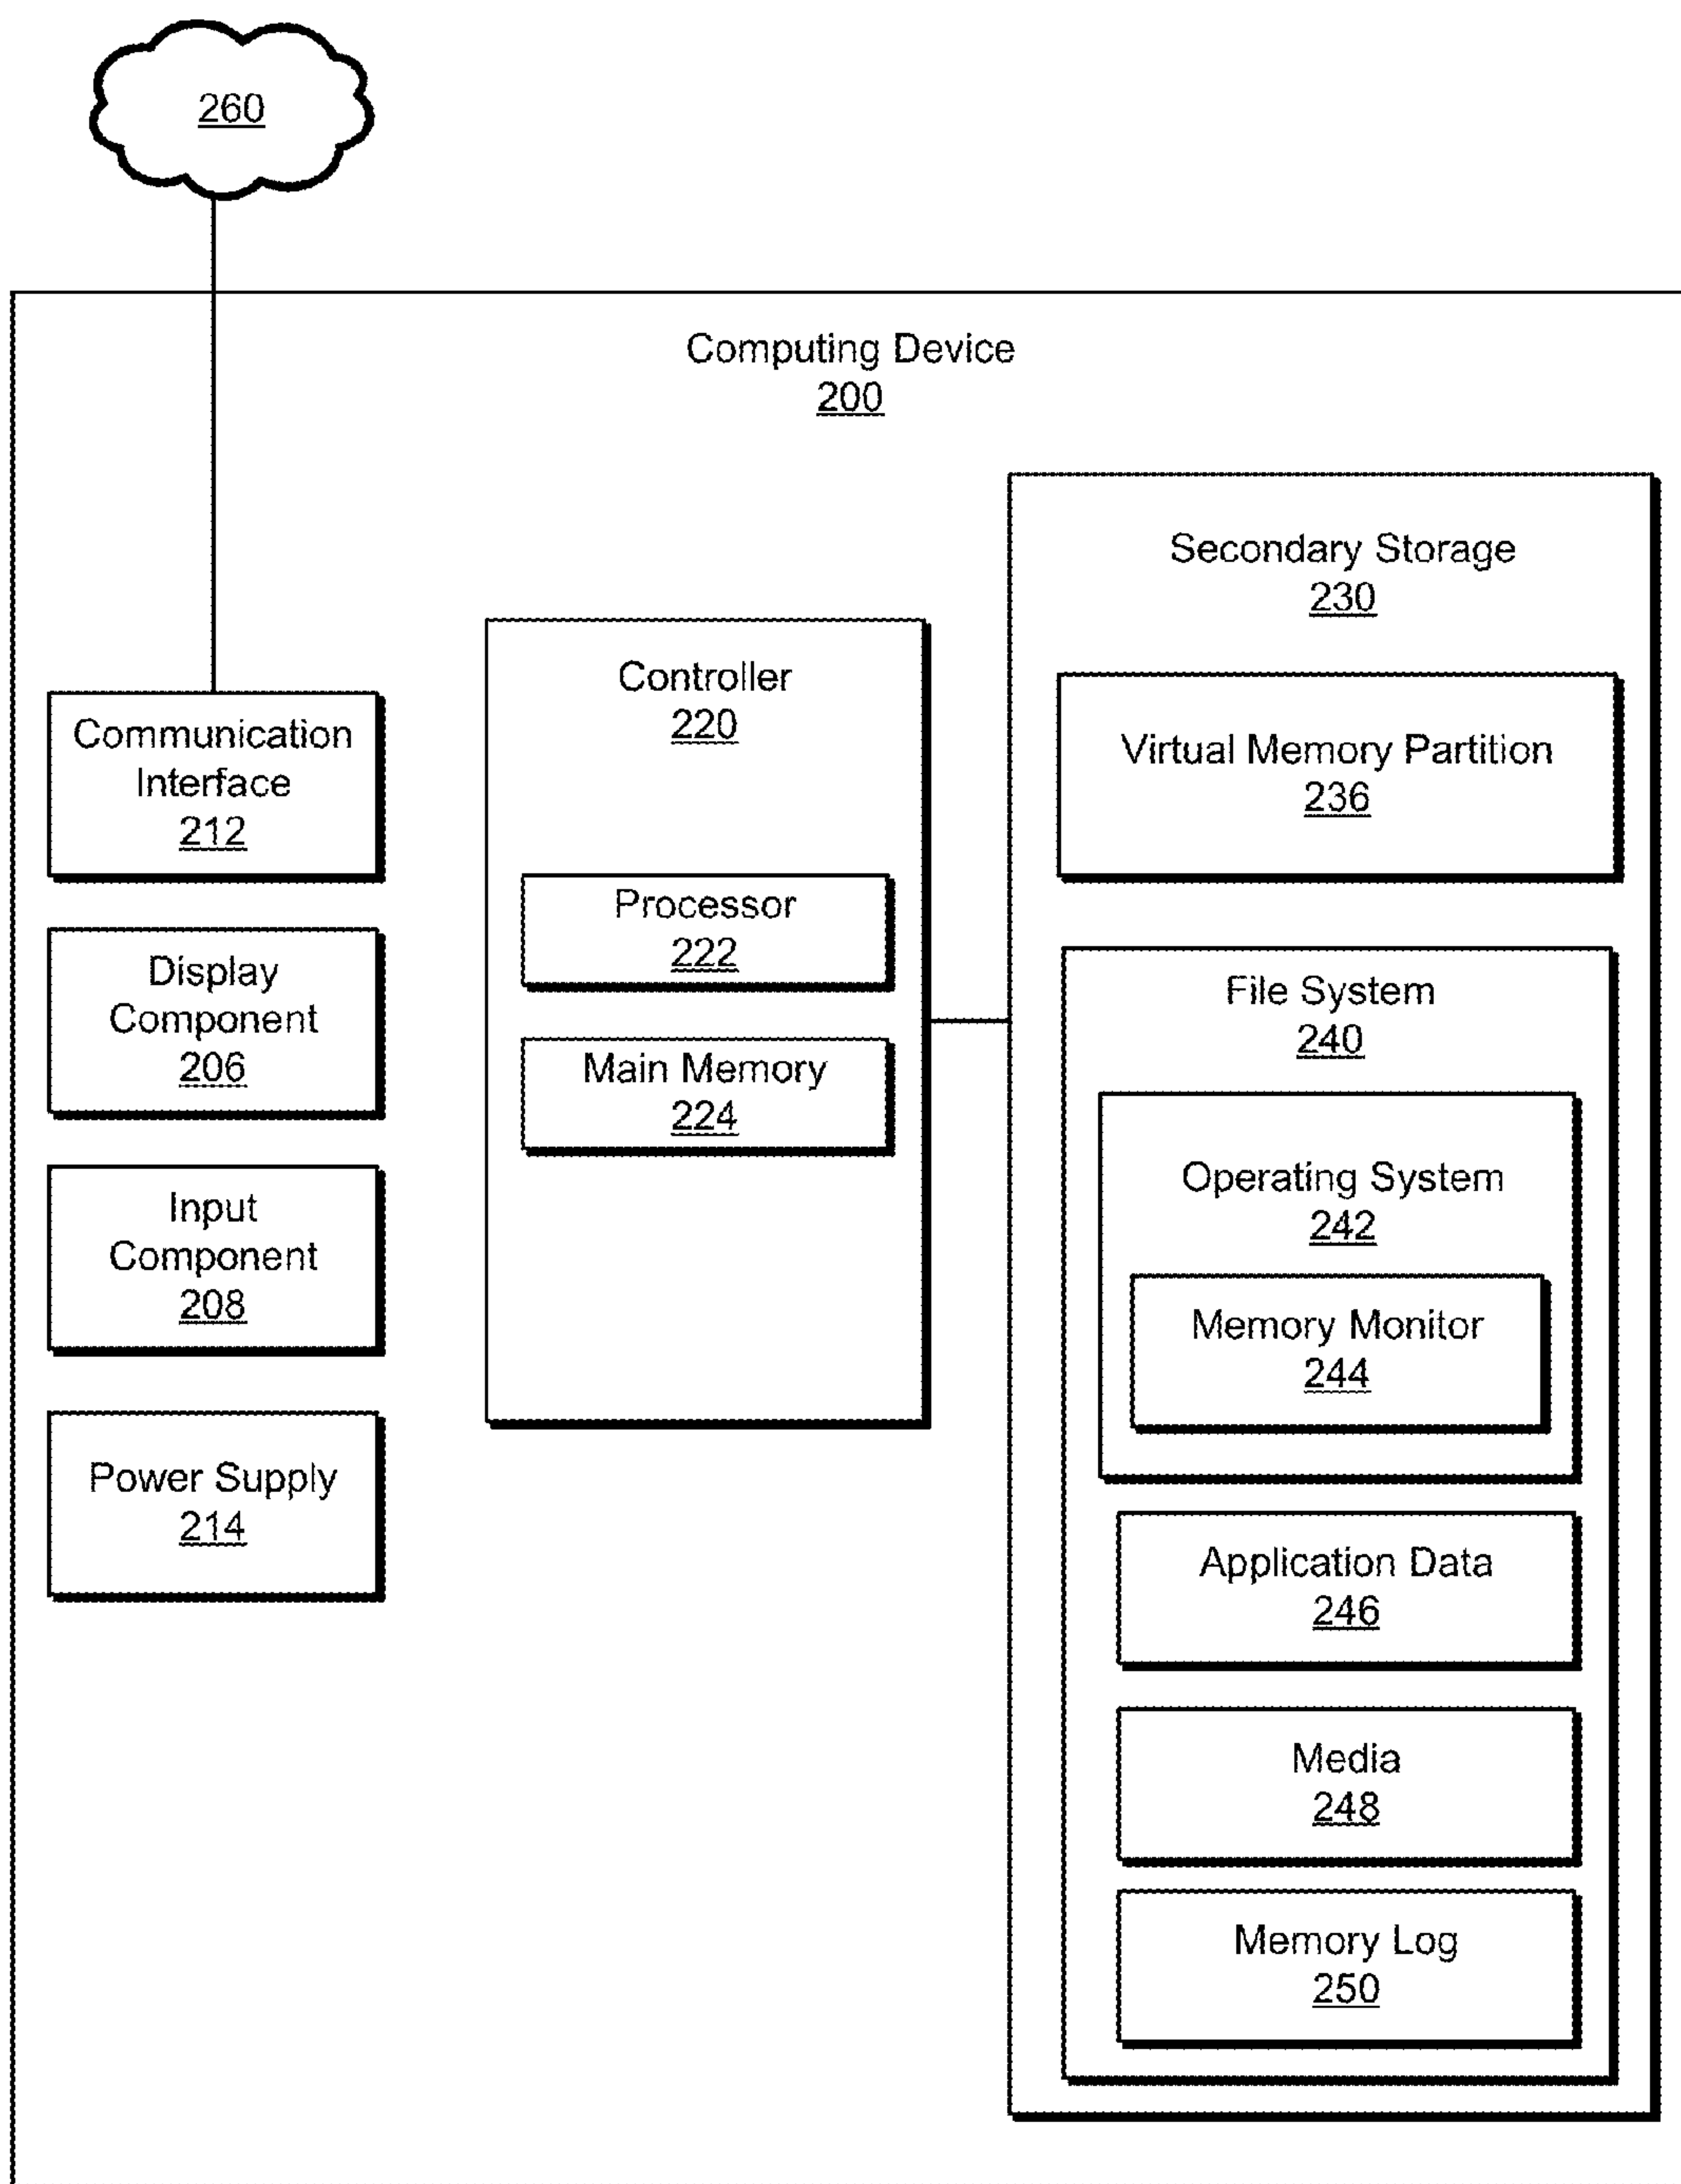 260
Computing Device
200
Communication
Interface
212
Display
Component
206
Input
Component
208
Power Supply
214
Controller
220
Processor
222
Main Memory
224
Secondary Storage
230
Virtual Memory Partition
236
File System
240
Operating System
242
Memory Monitor
244
Application Data
246
Media
248
Memory Log
250